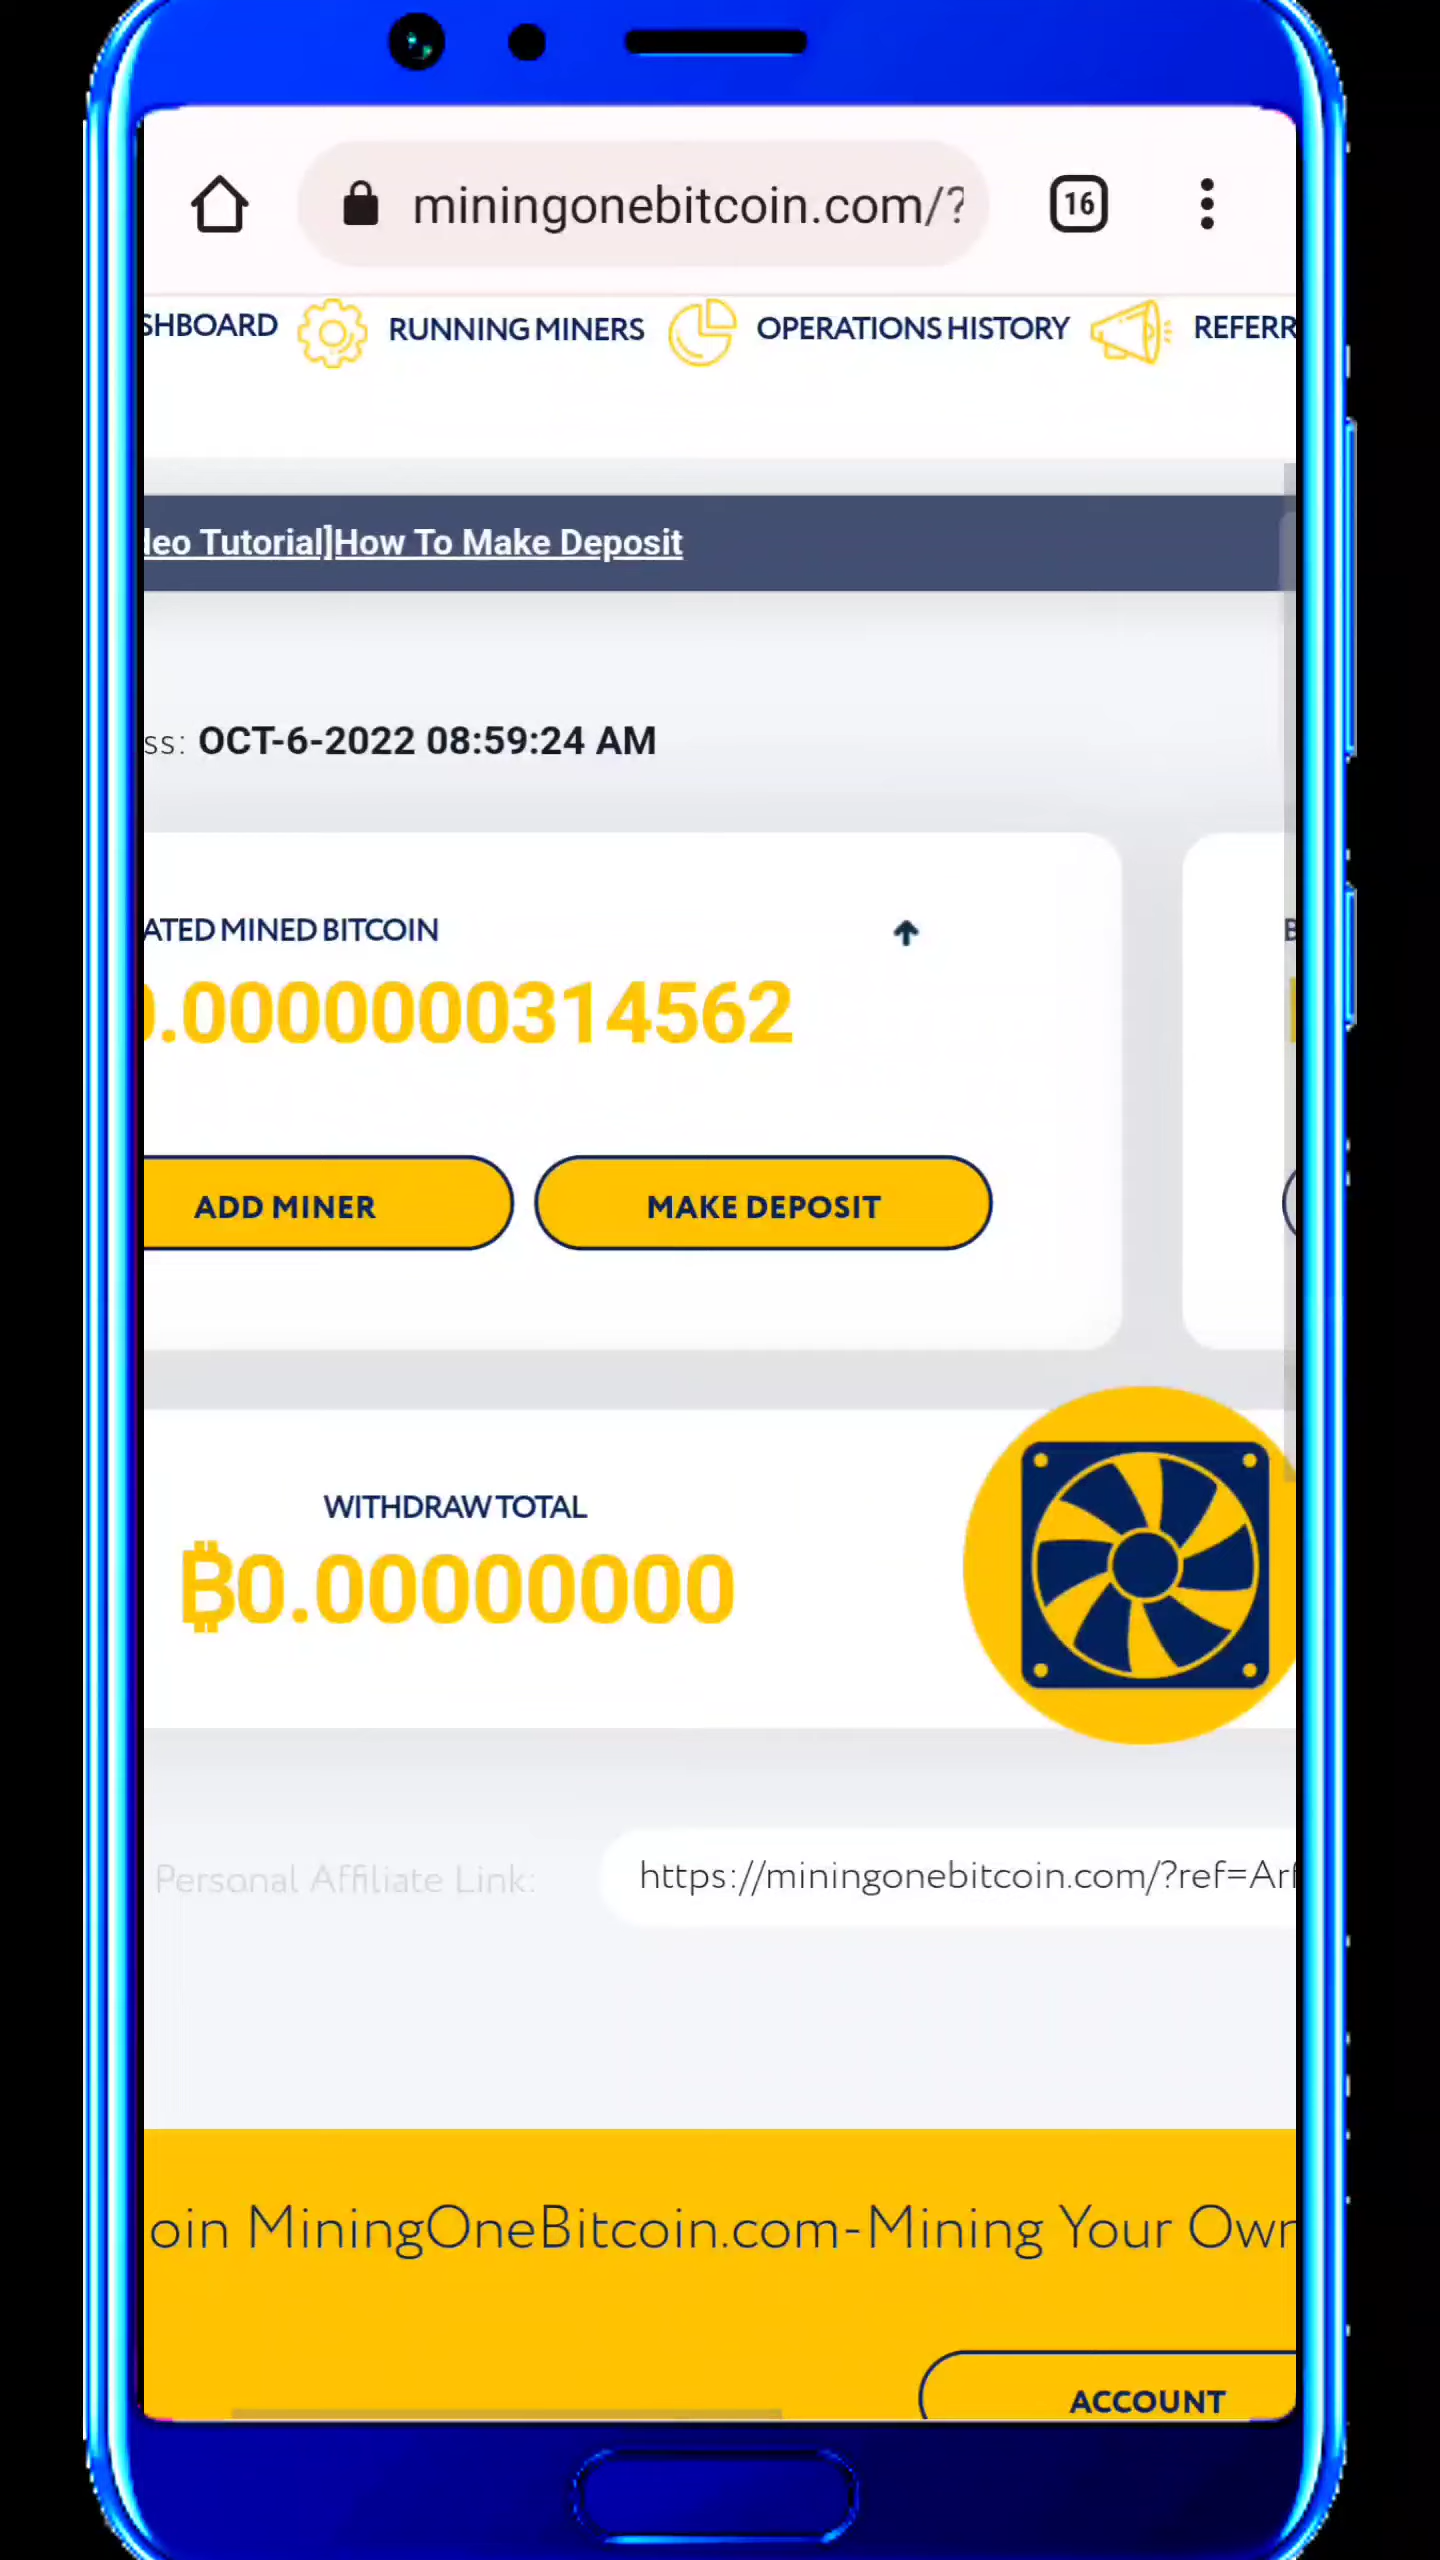 miningonebitcoin.com/?
16
SHBOARD RUNNING MINERS OPERATIONS HISTORY REFERR
deo Tutorial]How To Make Deposit
ss: OCT-6-2022 08:59:24 AM
ATED MINED BITCOIN
0.0000000314562
ADD MINER MAKE DEPOSIT
WITHDRAW TOTAL
₿0.00000000
Personal Affiliate Link: https://miningonebitcoin.com/?ref=Arf
oin MiningOneBitcoin.com-Mining Your Own
ACCOUNT